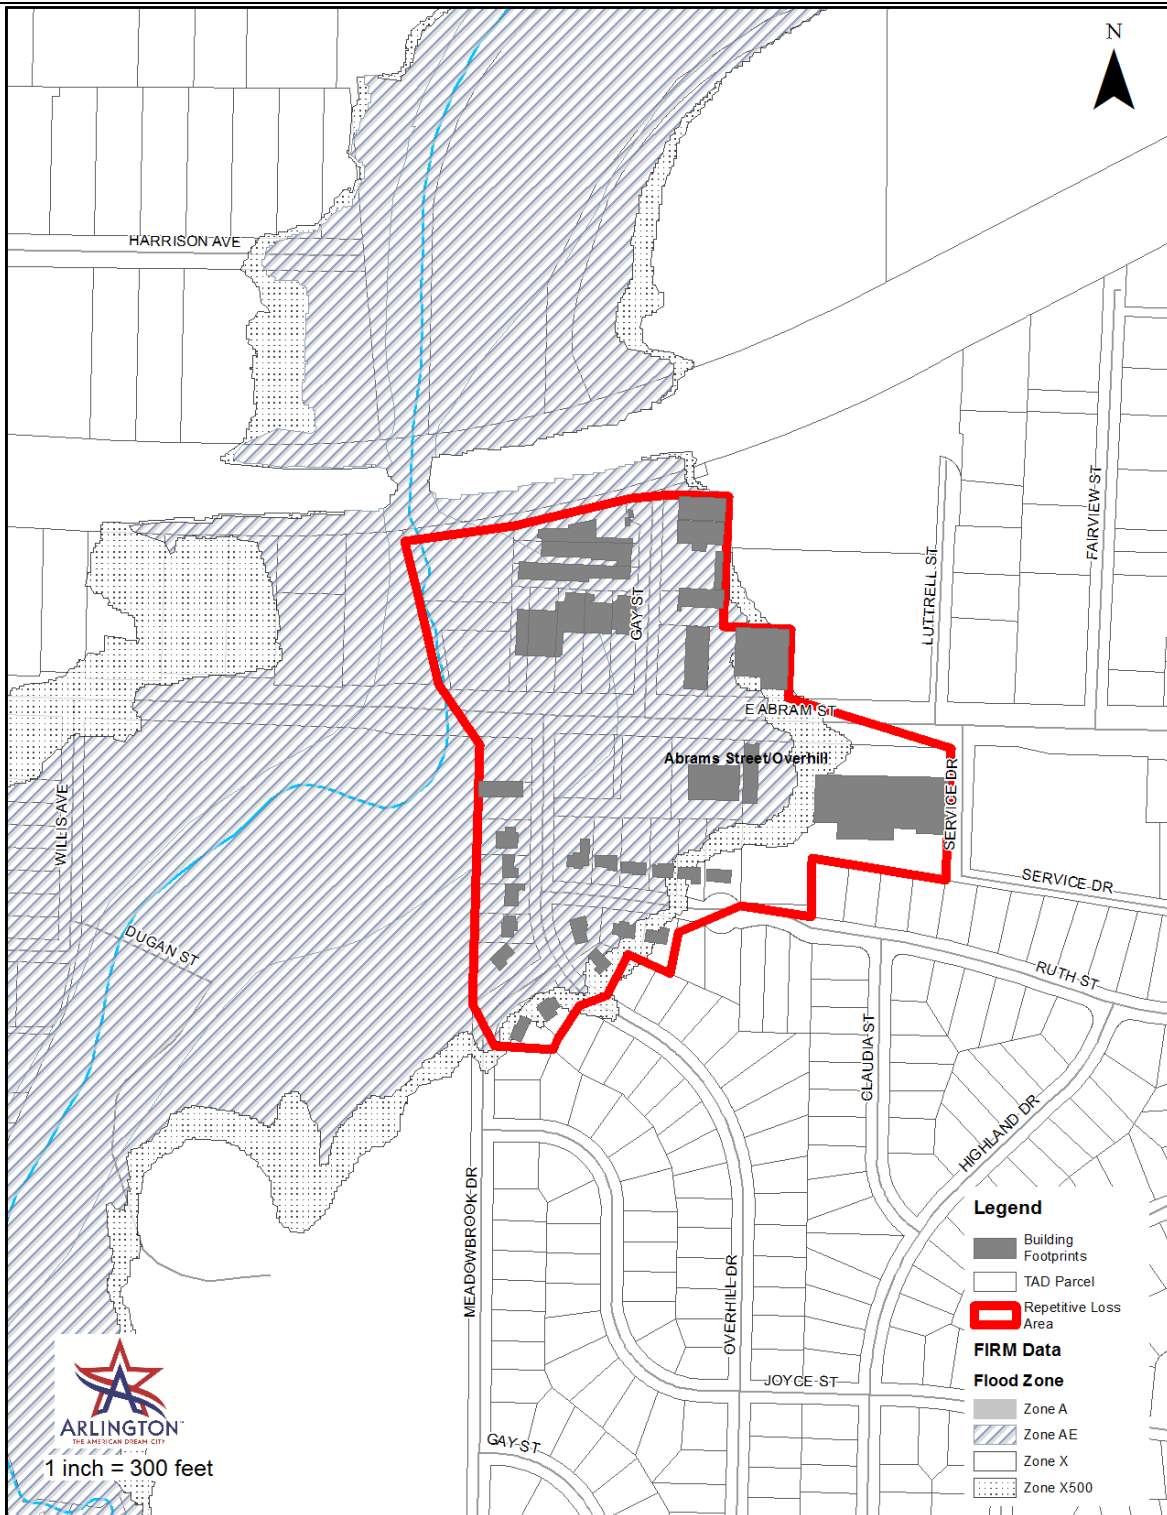 N
HARRISON AVE
FAIRVIEW ST
LUTTRELL ST
GAY ST
E ABRAM ST
Abrams Street/Overhill
SERVICE DR
WILLIS AVE
SERVICE DR
DUGAN ST
RUTH ST
CLAUDIA ST
HIGHLAND DR
MEADOWBROOK DR
OVERHILL DR
JOYCE ST
GAY ST
Legend
Building
Footprints
TAD Parcel
Repetitive Loss
Area
FIRM Data
Flood Zone
Zone A
Zone AE
Zone X
Zone X500
ARLINGTON
THE AMERICAN DREAM CITY
1 inch = 300 feet